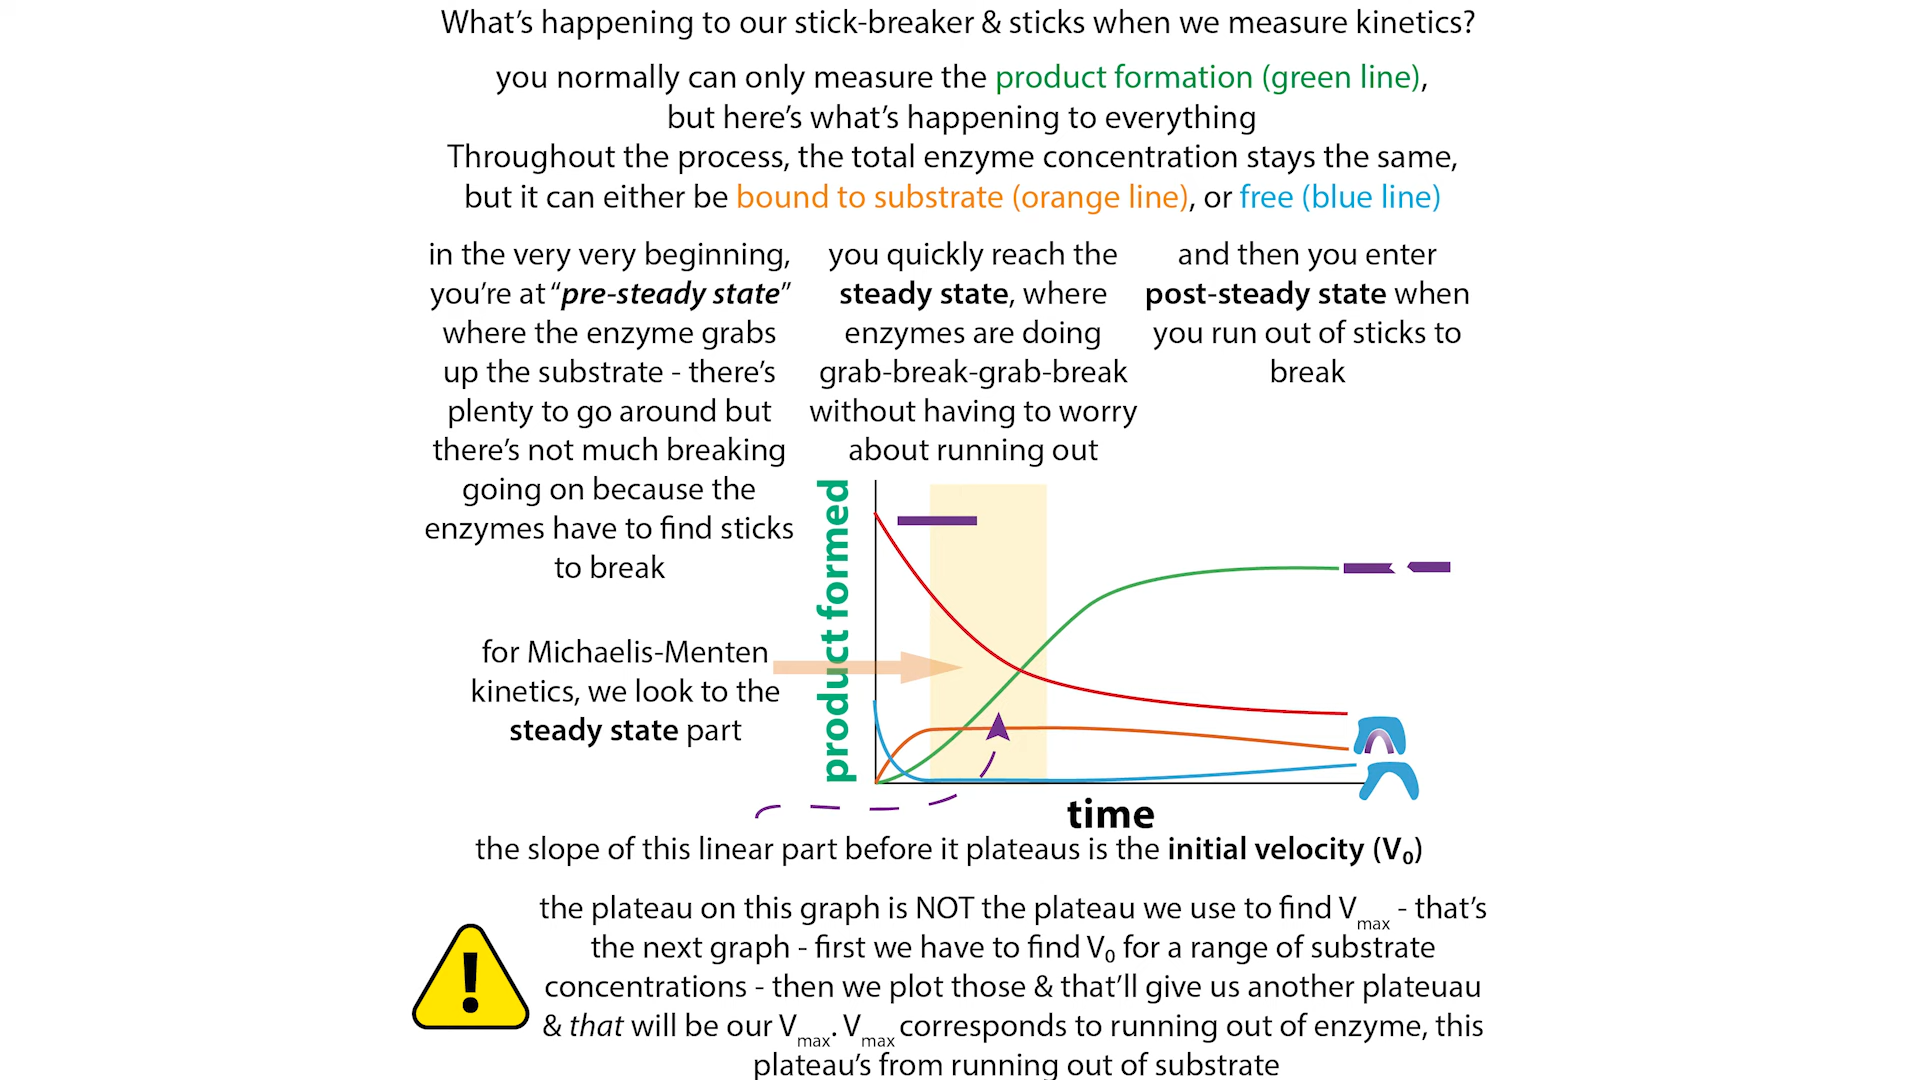 What's happening to our stick-breaker & sticks when we measure kinetics?
you normally can only measure the product formation (green line),
but here's what's happening to everything
Throughout the process, the total enzyme concentration stays the same,
but it can either be bound to substrate (orange line), or free (blue line)
in the very very beginning,
you're at “pre-steady state”
where the enzyme grabs
up the substrate - there's
plenty to go around but
there's not much breaking
going on because the
enzymes have to find sticks
to break
you quickly reach the
steady state, where
enzymes are doing
grab-break-grab-break
without having to worry
about running out
and then you enter
post-steady state when
you run out of sticks to
break
for Michaelis-Menten
kinetics, we look to the
steady state part
product formed
time
the slope of this linear part before it plateaus is the initial velocity (V₀)
!
the plateau on this graph is NOT the plateau we use to find Vmax - that's
the next graph - first we have to find V₀ for a range of substrate
concentrations - then we plot those & that'll give us another plateuau
& that will be our Vmax. Vmax corresponds to running out of enzyme, this
plateau's from running out of substrate